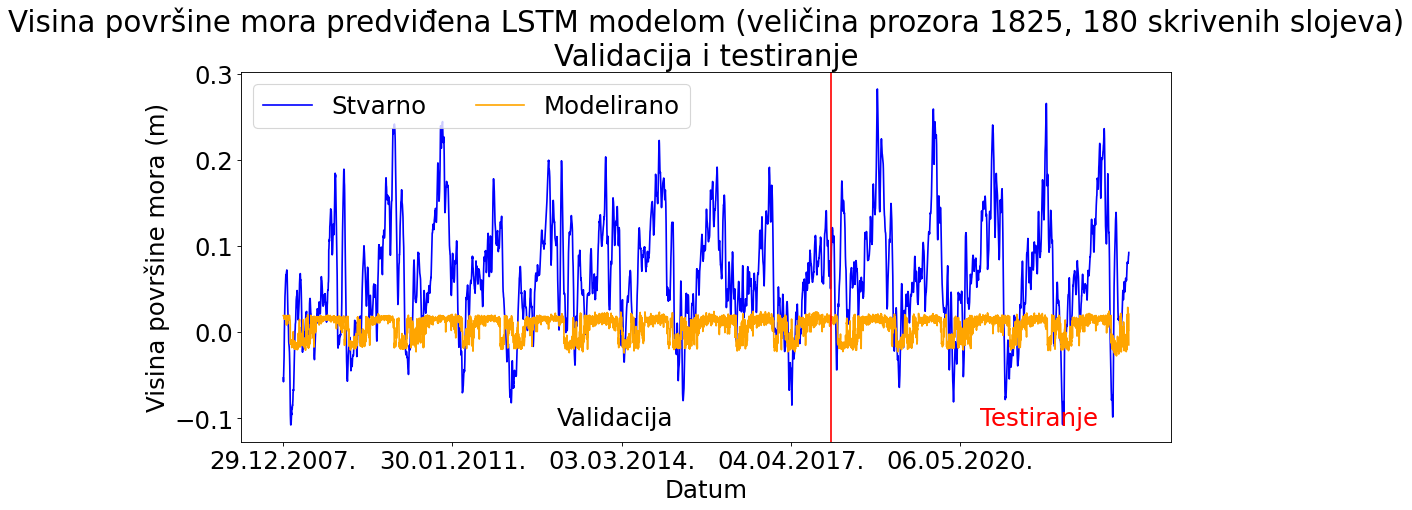 Visina površine mora predviđena LSTM modelom (veličina prozora 1825, 180 skrivenih slojeva)
Validacija i testiranje
Stvarno
Modelirano
Visina površine mora (m)
0.3
0.2
0.1
0.0
−0.1
Validacija
Testiranje
29.12.2007.
30.01.2011.
03.03.2014.
04.04.2017.
06.05.2020.
Datum